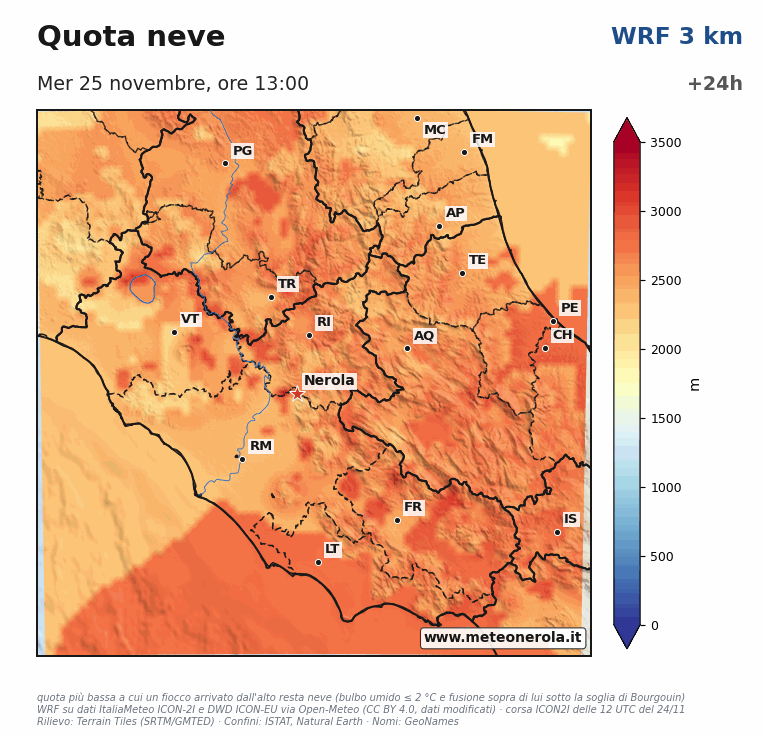 Quota neve
WRF 3 km
Mer 25 novembre, ore 13:00
+24h
MC
FM
PG
AP
TE
TR
PE
VT
RI
AQ
CH
Nerola
RM
FR
IS
LT
www.meteonerola.it
3500
3000
2500
2000
1500
1000
500
0
m
quota più bassa a cui un fiocco arrivato dall'alto resta neve (bulbo umido ≤ 2 °C e fusione sopra di lui sotto la soglia di Bourgouin)
WRF su dati ItaliaMeteo ICON-2I e DWD ICON-EU via Open-Meteo (CC BY 4.0, dati modificati) · corsa ICON2I delle 12 UTC del 24/11
Rilievo: Terrain Tiles (SRTM/GMTED) · Confini: ISTAT, Natural Earth · Nomi: GeoNames